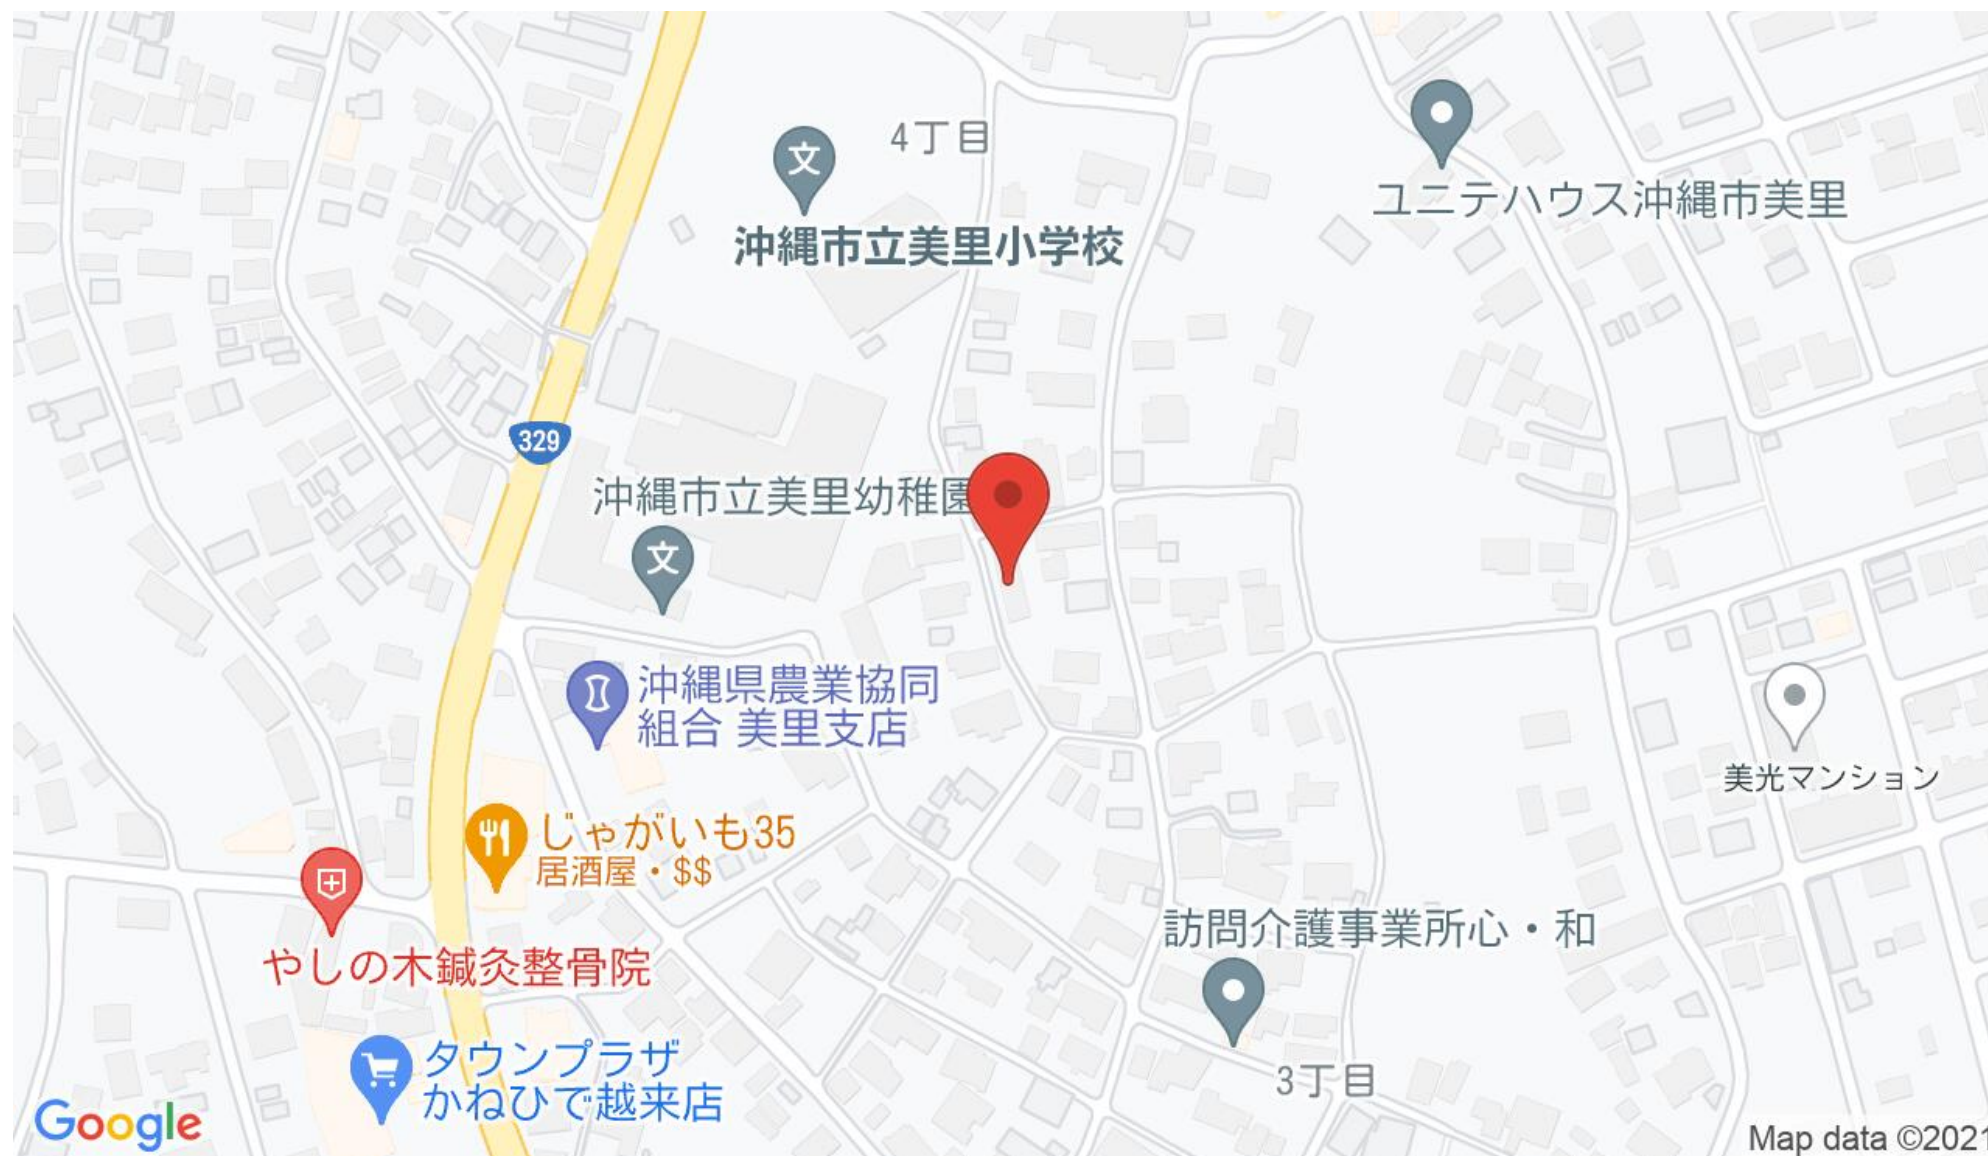 4丁目
文
沖縄市立美里小学校
ユニテハウス沖縄市美里
329
沖縄市立美里幼稚園
文
沖縄県農業協同
組合 美里支店
美光マンション
じゃがいも35
居酒屋・$$
やしの木鍼灸整骨院
訪問介護事業所心・和
タウンプラザ
かねひで越来店
3丁目
Google
Map data ©2021